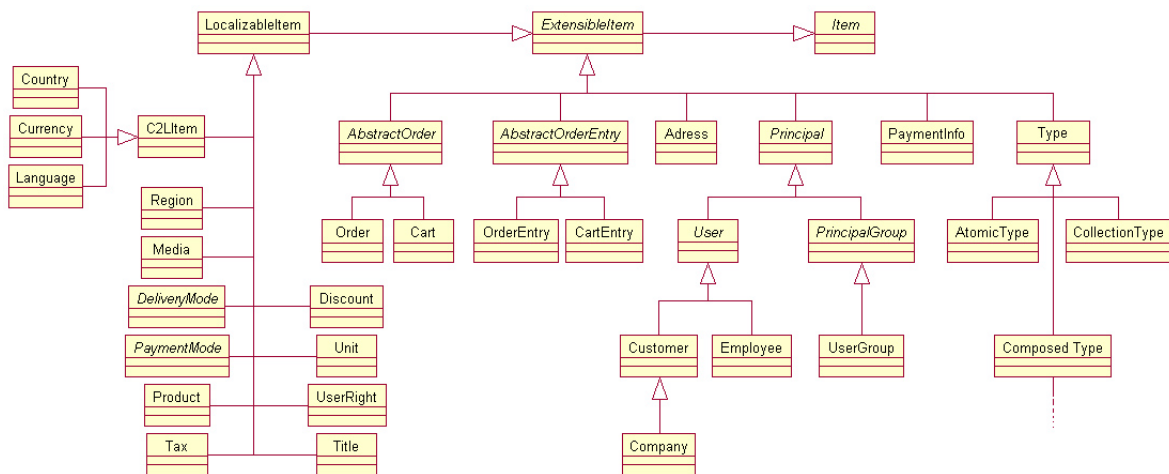 LocalizableItem
ExtensibleItem
Item
Country
Currency
C2LItem
Language
AbstractOrder
AbstractOrderEntry
Adress
Principal
PaymentInfo
Type
Region
Media
Order
Cart
OrderEntry
CartEntry
User
PrincipalGroup
AtomicType
CollectionType
DeliveryMode
Discount
PaymentMode
Unit
Customer
Employee
UserGroup
Composed Type
Product
UserRight
Tax
Title
Company